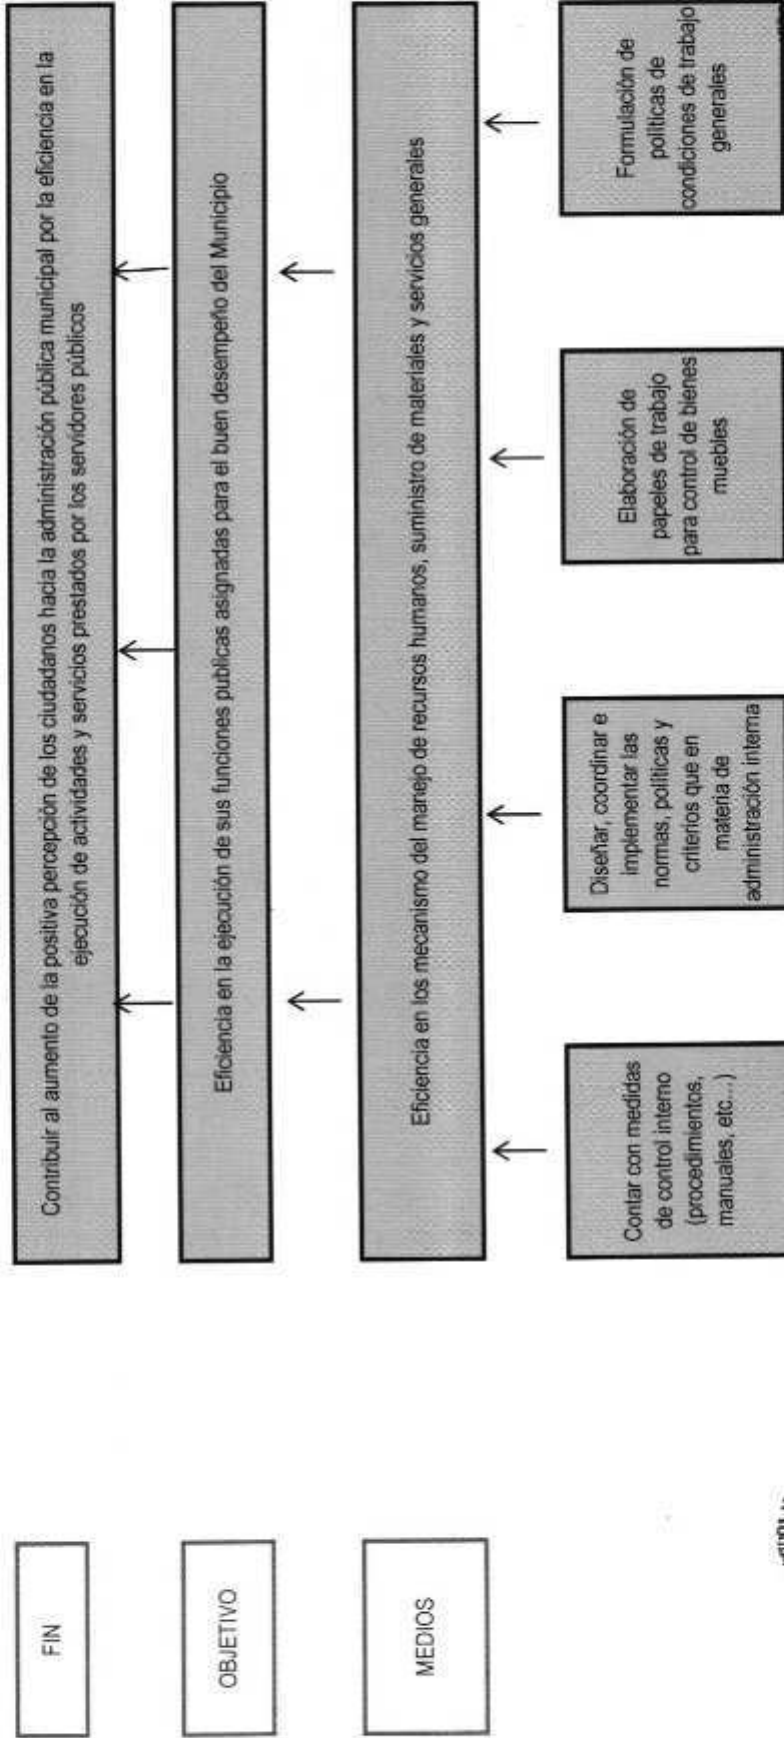 FIN
Contribuir al aumento de la positiva percepción de los ciudadanos hacia la administración pública municipal por la eficiencia en la
ejecución de actividades y servicios prestados por los servidores públicos
OBJETIVO
Eficiencia en la ejecución de sus funciones publicas asignadas para el buen desempeño del Municipio
MEDIOS
Eficiencia en los mecanismo del manejo de recursos humanos, suministro de materiales y servicios generales
Contar con medidas
de control interno
(procedimientos,
manuales, etc...)
Diseñar, coordinar e
implementar las
normas, políticas y
criterios que en
materia de
administración interna
Elaboración de
papeles de trabajo
para control de bienes
muebles
Formulación de
políticas de
condiciones de trabajo
generales